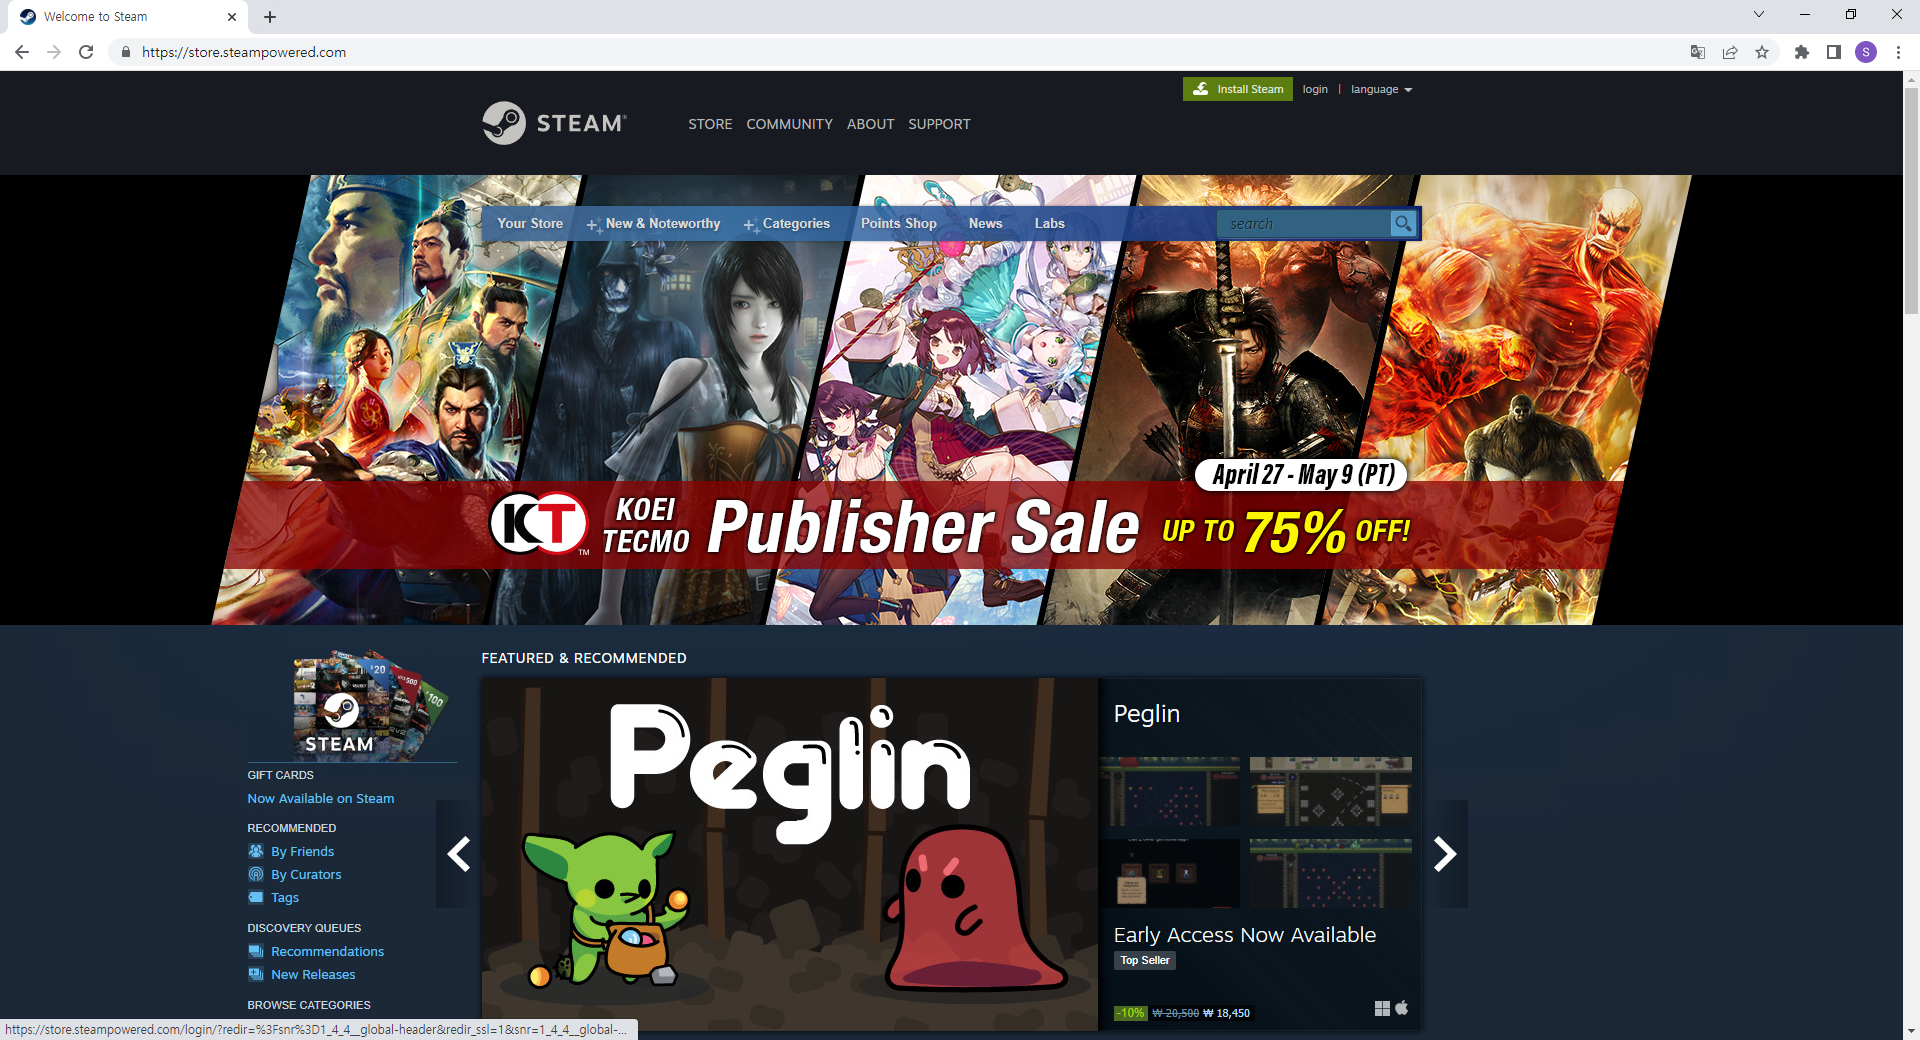 Welcome to Steam
https://store.steampowered.com
S
Install Steam login | language
STEAM®
STORE COMMUNITY ABOUT SUPPORT
Your Store New & Noteworthy Categories Points Shop News Labs search
April 27 - May 9 (PT)
KT™ KOEI TECMO Publisher Sale UP TO 75% OFF!
FEATURED & RECOMMENDED
STEAM
GIFT CARDS
Now Available on Steam
RECOMMENDED
By Friends
By Curators
Tags
DISCOVERY QUEUES
Recommendations
New Releases
BROWSE CATEGORIES
Peglin
Peglin
Early Access Now Available
Top Seller
-10% ₩ 20,500 ₩ 18,450
https://store.steampowered.com/login/?redir=%3Fsnr%3D1_4_4__global-header&redir_ssl=1&snr=1_4_4__global-...